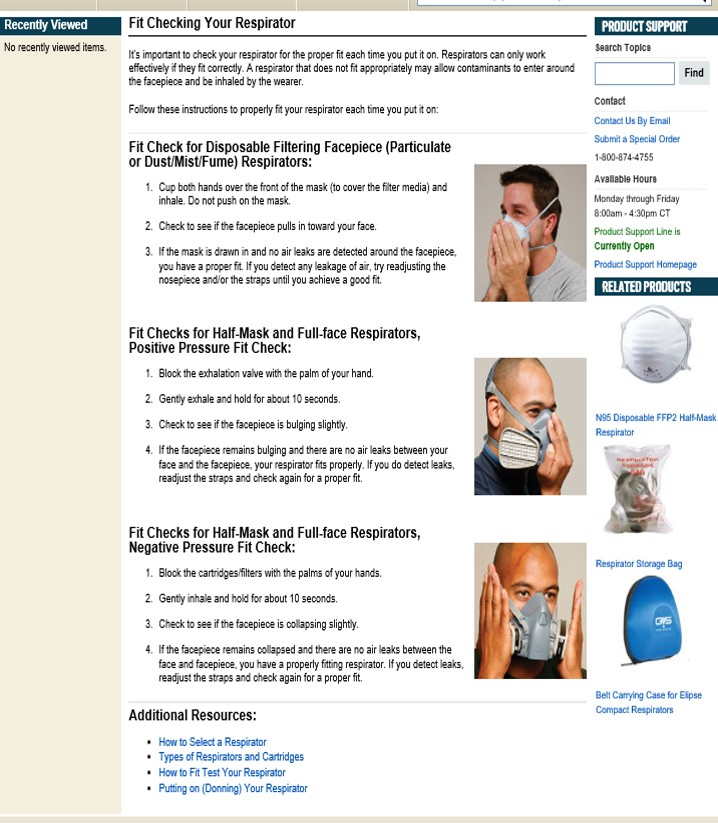 Recently Viewed
No recently viewed items.
Fit Checking Your Respirator
It's important to check your respirator for the proper fit each time you put it on. Respirators can only work
effectively if they fit correctly. A respirator that does not fit appropriately may allow contaminants to enter around
the facepiece and be inhaled by the wearer.
Follow these instructions to properly fit your respirator each time you put it on:
Fit Check for Disposable Filtering Facepiece (Particulate
or Dust/Mist/Fume) Respirators:
1. Cup both hands over the front of the mask (to cover the filter media) and
inhale. Do not push on the mask.
2. Check to see if the facepiece pulls in toward your face.
3. If the mask is drawn in and no air leaks are detected around the facepiece,
you have a proper fit. If you detect any leakage of air, try readjusting the
nosepiece and/or the straps until you achieve a good fit.
Fit Checks for Half-Mask and Full-face Respirators,
Positive Pressure Fit Check:
1. Block the exhalation valve with the palm of your hand.
2. Gently exhale and hold for about 10 seconds.
3. Check to see if the facepiece is bulging slightly.
4. If the facepiece remains bulging and there are no air leaks between your
face and the facepiece, your respirator fits properly. If you do detect leaks,
readjust the straps and check again for a proper fit.
Fit Checks for Half-Mask and Full-face Respirators,
Negative Pressure Fit Check:
1. Block the cartridges/filters with the palms of your hands.
2. Gently inhale and hold for about 10 seconds.
3. Check to see if the facepiece is collapsing slightly.
4. If the facepiece remains collapsed and there are no air leaks between the
face and facepiece, you have a properly fitting respirator. If you detect leaks,
readjust the straps and check again for a proper fit.
Additional Resources:
▪ How to Select a Respirator
▪ Types of Respirators and Cartridges
▪ How to Fit Test Your Respirator
▪ Putting on (Donning) Your Respirator
PRODUCT SUPPORT
Search Topics
Find
Contact
Contact Us By Email
Submit a Special Order
1-800-874-4755
Available Hours
Monday through Friday
8:00am - 4:30pm CT
Product Support Line is
Currently Open
Product Support Homepage
RELATED PRODUCTS
N95 Disposable FFP2 Half-Mask
Respirator
RESPIRATOR
STORAGE
BAG
Respirator Storage Bag
GVS
Belt Carrying Case for Elipse
Compact Respirators